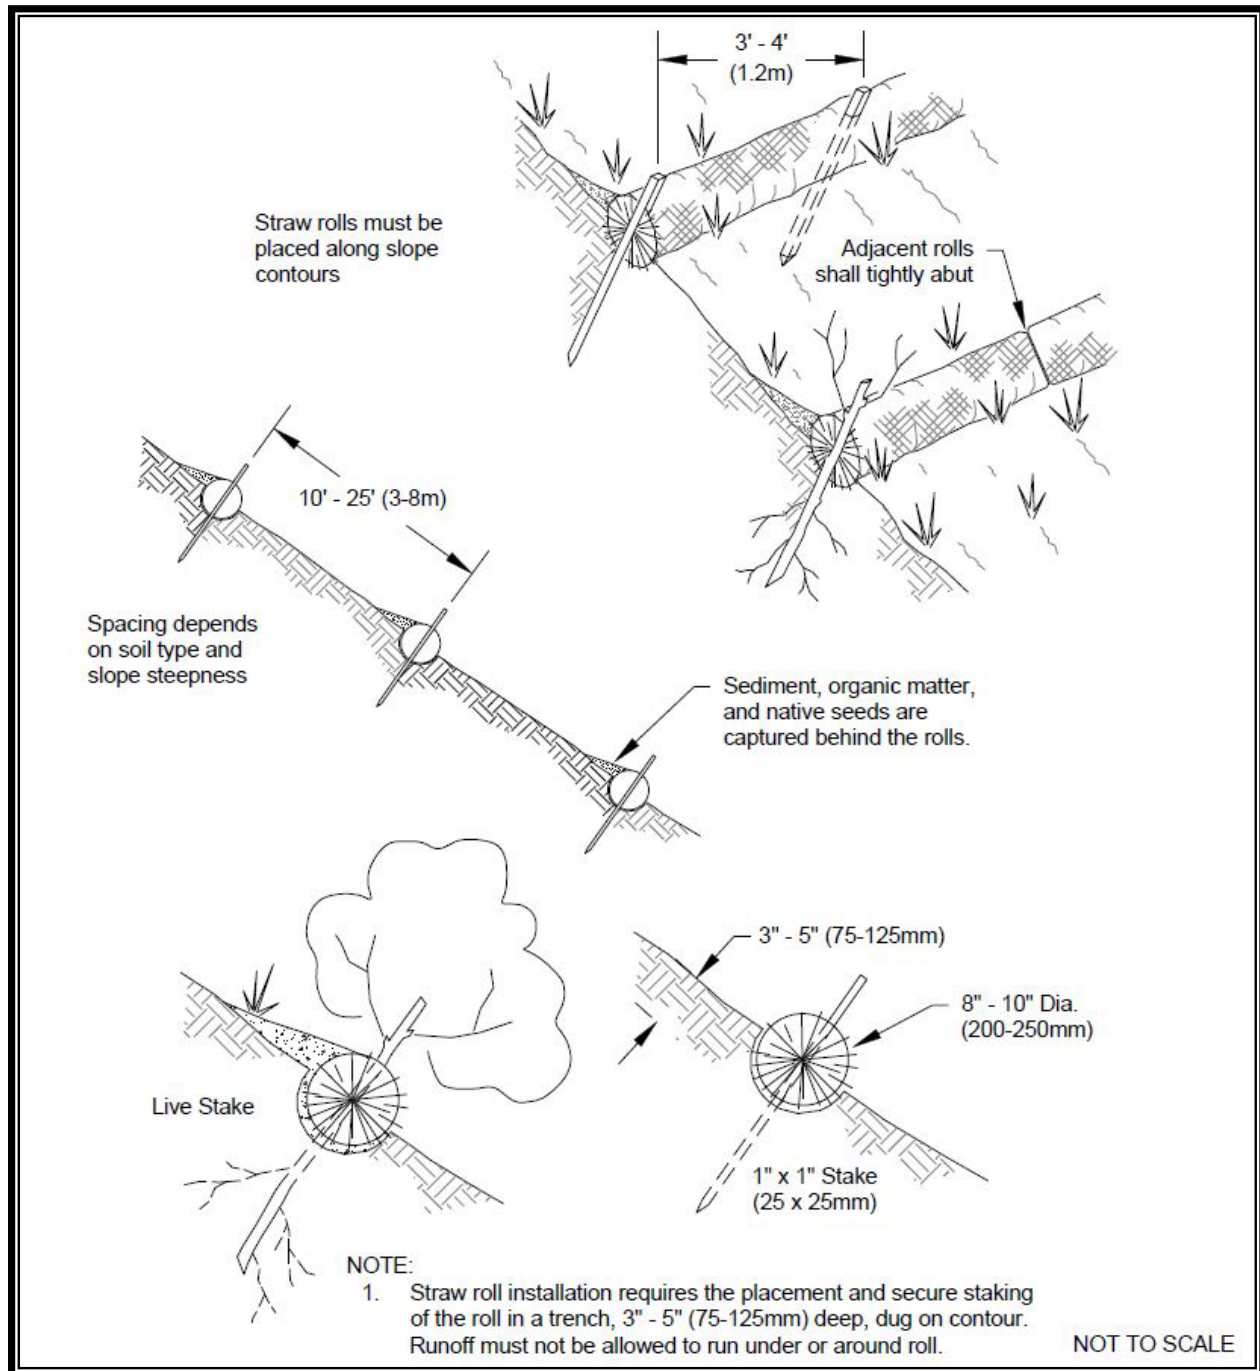 3' - 4'
(1.2m)
Straw rolls must be
placed along slope
contours
Adjacent rolls
shall tightly abut
10' - 25' (3-8m)
Spacing depends
on soil type and
slope steepness
Sediment, organic matter,
and native seeds are
captured behind the rolls.
3" - 5" (75-125mm)
8" - 10" Dia.
(200-250mm)
Live Stake
1" x 1" Stake
(25 x 25mm)
NOTE:
1. Straw roll installation requires the placement and secure staking
of the roll in a trench, 3" - 5" (75-125mm) deep, dug on contour.
Runoff must not be allowed to run under or around roll.
NOT TO SCALE